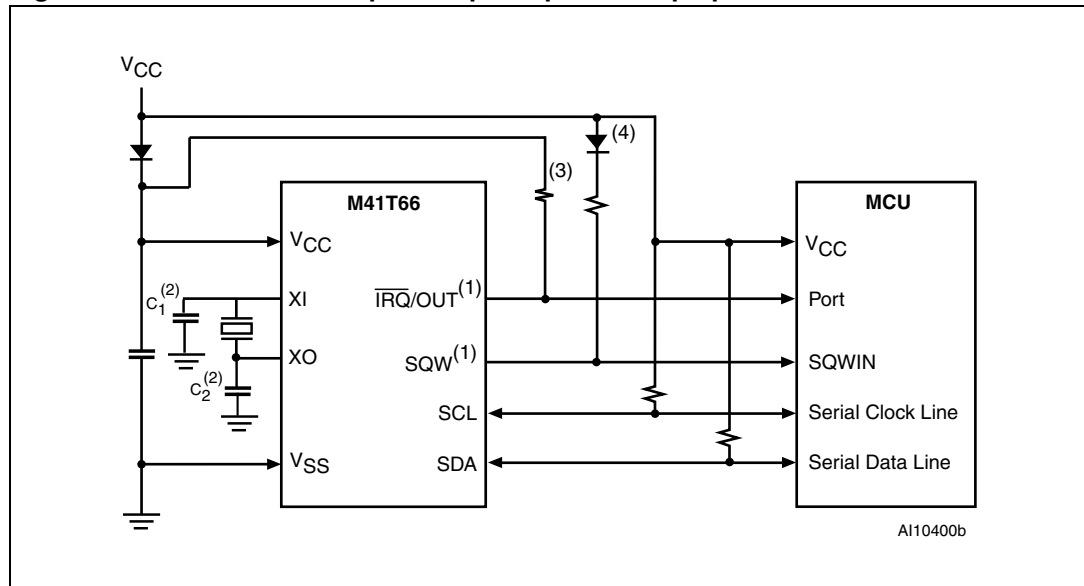 VCC
(4)
(3)
M41T66
MCU
VCC
VCC
C1(2)
XI
IRQ/OUT(1)
Port
XO
SQW(1)
SQWIN
C2(2)
SCL
Serial Clock Line
VSS
SDA
Serial Data Line
AI10400b